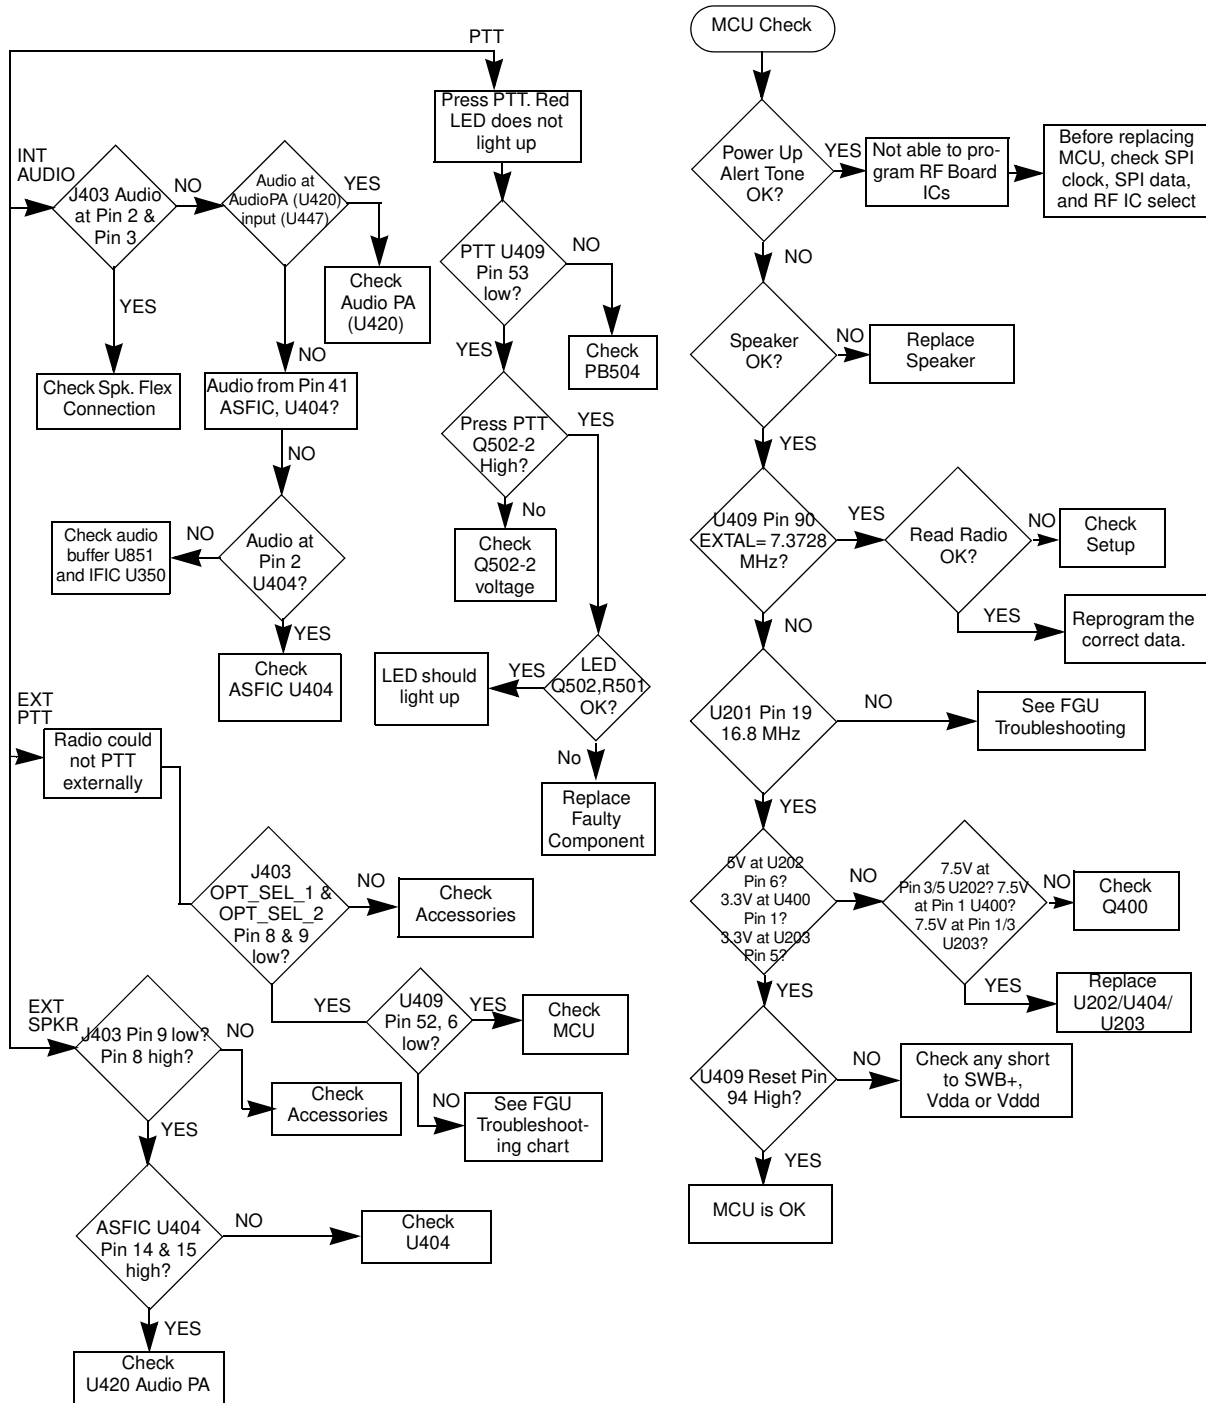 PTT
Press PTT. Red
LED does not
light up
INT
AUDIO
J403 Audio
at Pin 2 &
Pin 3
NO
Audio at
AudioPA (U420)
input (U447)
YES
Check
Audio PA
(U420)
YES
Check Spk. Flex
Connection
NO
Audio from Pin 41
ASFIC, U404?
NO
Audio at
Pin 2
U404?
NO
Check audio
buffer U851
and IFIC U350
YES
Check
ASFIC U404
PTT U409
Pin 53
low?
NO
Check
PB504
YES
Press PTT
Q502-2
High?
YES
No
Check
Q502-2
voltage
LED
Q502,R501
OK?
YES
LED should
light up
No
Replace
Faulty
Component
EXT
PTT
Radio could
not PTT
externally
J403
OPT_SEL_1 &
OPT_SEL_2
Pin 8 & 9
low?
NO
Check
Accessories
YES
U409
Pin 52, 6
low?
YES
Check
MCU
NO
See FGU
Troubleshoot-
ing chart
EXT
SPKR
J403 Pin 9 low?
Pin 8 high?
NO
Check
Accessories
YES
ASFIC U404
Pin 14 & 15
high?
NO
Check
U404
YES
Check
U420 Audio PA
MCU Check
Power Up
Alert Tone
OK?
YES
Not able to pro-
gram RF Board
ICs
Before replacing
MCU, check SPI
clock, SPI data,
and RF IC select
NO
Speaker
OK?
NO
Replace
Speaker
YES
U409 Pin 90
EXTAL= 7.3728
MHz?
YES
Read Radio
OK?
NO
Check
Setup
YES
Reprogram the
correct data.
NO
U201 Pin 19
16.8 MHz
NO
See FGU
Troubleshooting
YES
5V at U202
Pin 6?
3.3V at U400
Pin 1?
3.3V at U203
Pin 5?
NO
7.5V at
Pin 3/5 U202? 7.5V
at Pin 1 U400?
7.5V at Pin 1/3
U203?
NO
Check
Q400
YES
Replace
U202/U404/
U203
YES
U409 Reset Pin
94 High?
NO
Check any short
to SWB+,
Vdda or Vddd
YES
MCU is OK